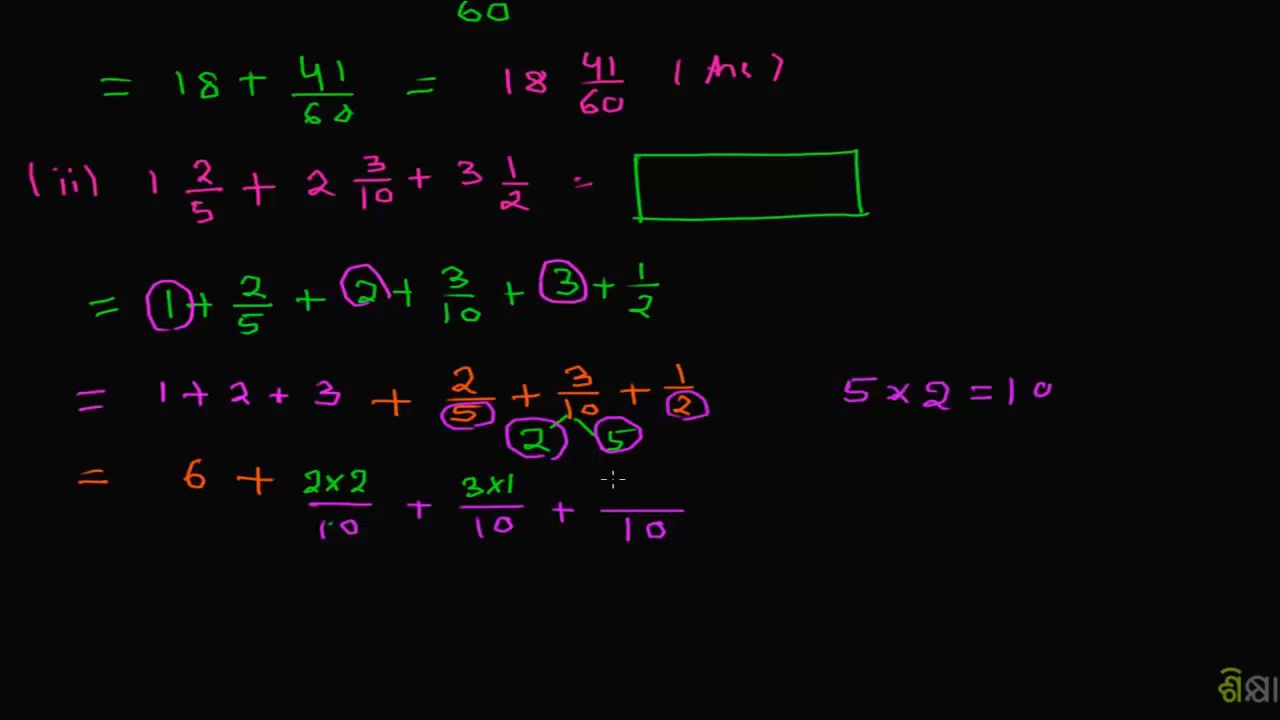 60
= 18 + 41/60 = 18 41/60 (Ans)
(ii) 1 2/5 + 2 3/10 + 3 1/2 =
= 1 + 2/5 + 2 + 3/10 + 3 + 1/2
= 1 + 2 + 3 + 2/5 + 3/10 + 1/2 5 × 2 = 10
2 5
= 6 + 2×2/10 + 3×1/10 + /10
ଶିକ୍ଷା